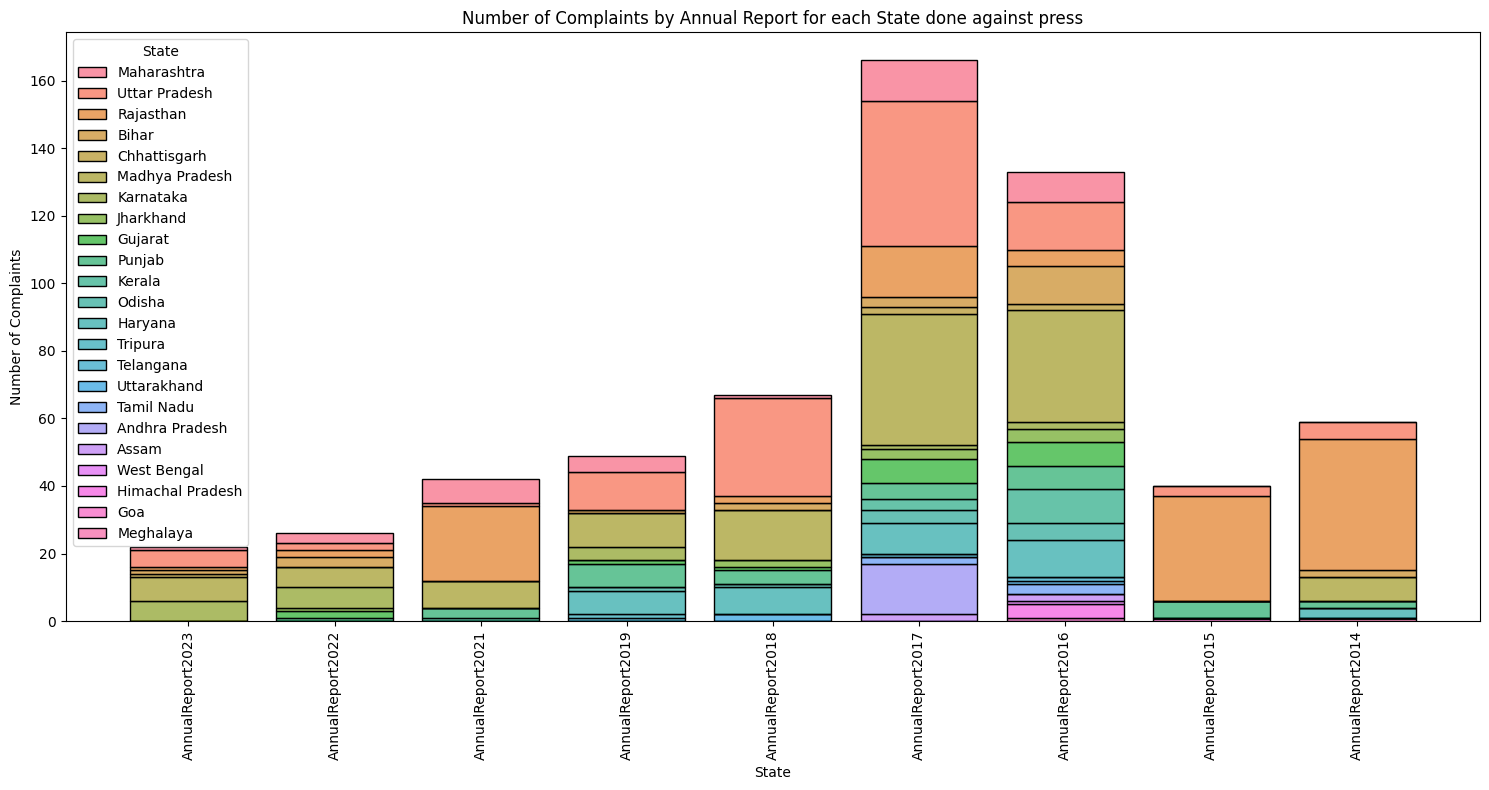 Number of Complaints by Annual Report for each State done against press
State
Maharashtra
Uttar Pradesh
Rajasthan
Bihar
Chhattisgarh
Madhya Pradesh
Karnataka
Jharkhand
Gujarat
Punjab
Kerala
Odisha
Haryana
Tripura
Telangana
Uttarakhand
Tamil Nadu
Andhra Pradesh
Assam
West Bengal
Himachal Pradesh
Goa
Meghalaya
Number of Complaints
160
140
120
100
80
60
40
20
0
AnnualReport2023
AnnualReport2022
AnnualReport2021
AnnualReport2019
AnnualReport2018
AnnualReport2017
AnnualReport2016
AnnualReport2015
AnnualReport2014
State